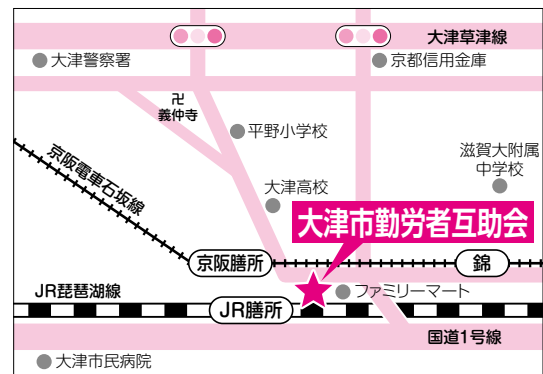 大津草津線
大津警察署
京都信用金庫
卍
義仲寺
平野小学校
滋賀大附属
中学校
京阪電車石坂線
大津高校
大津市勤労者互助会
京阪膳所
錦
JR琵琶湖線
ファミリーマート
JR膳所
国道1号線
大津市民病院